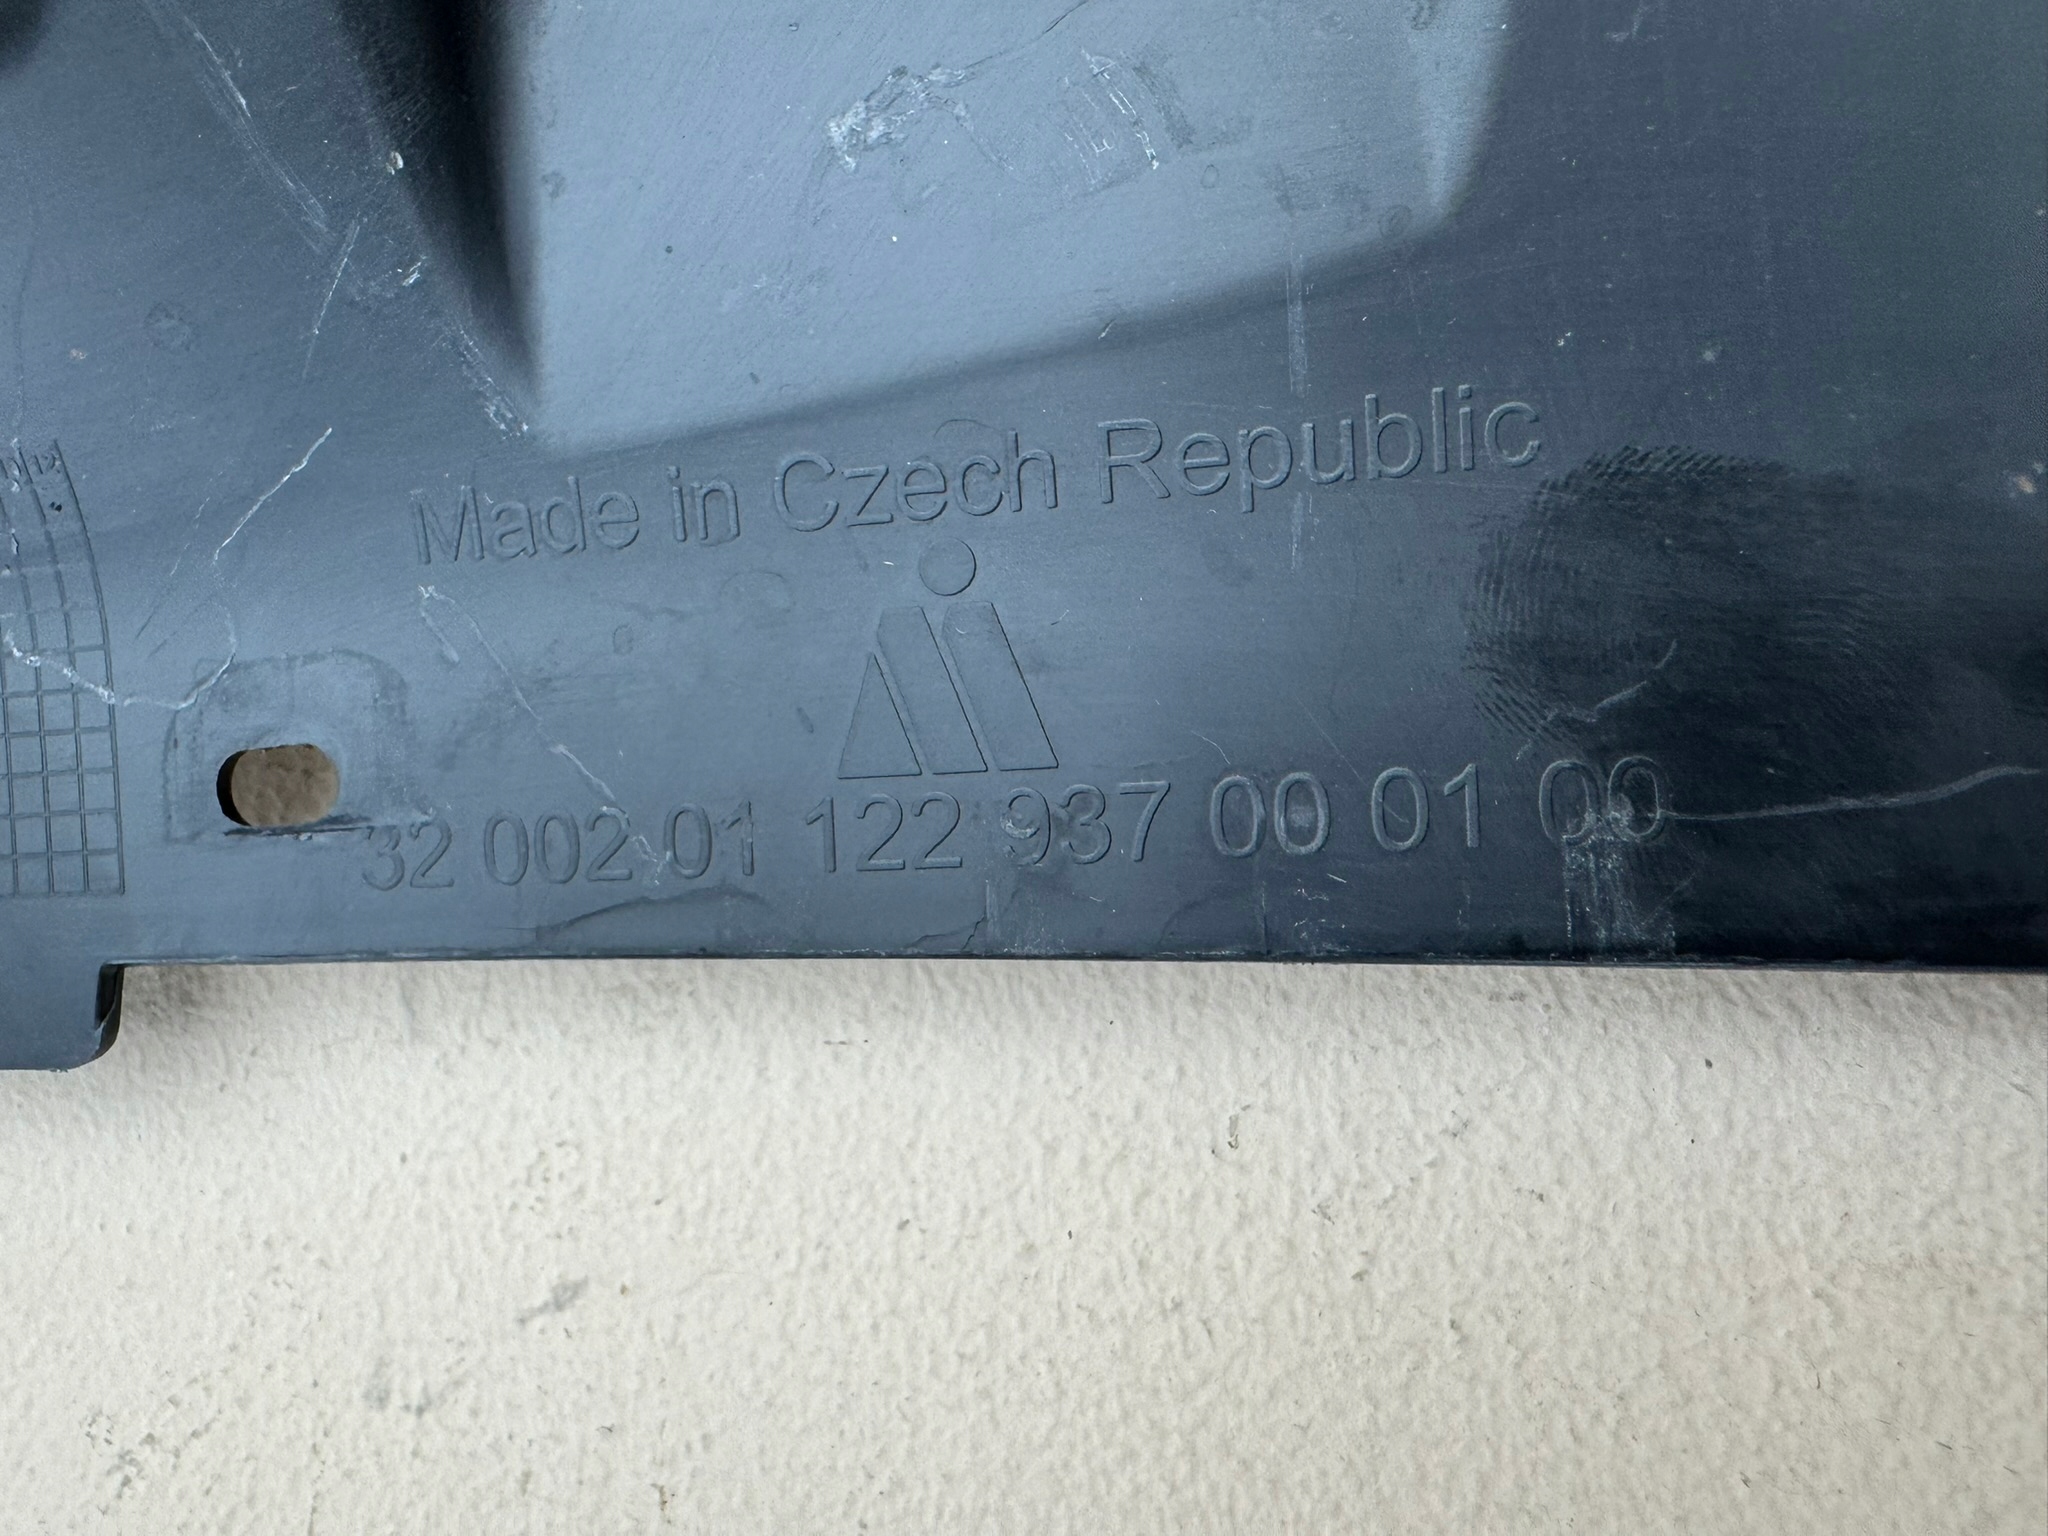 Made in Czech Republic
32 002 01 122 937 00 01 00